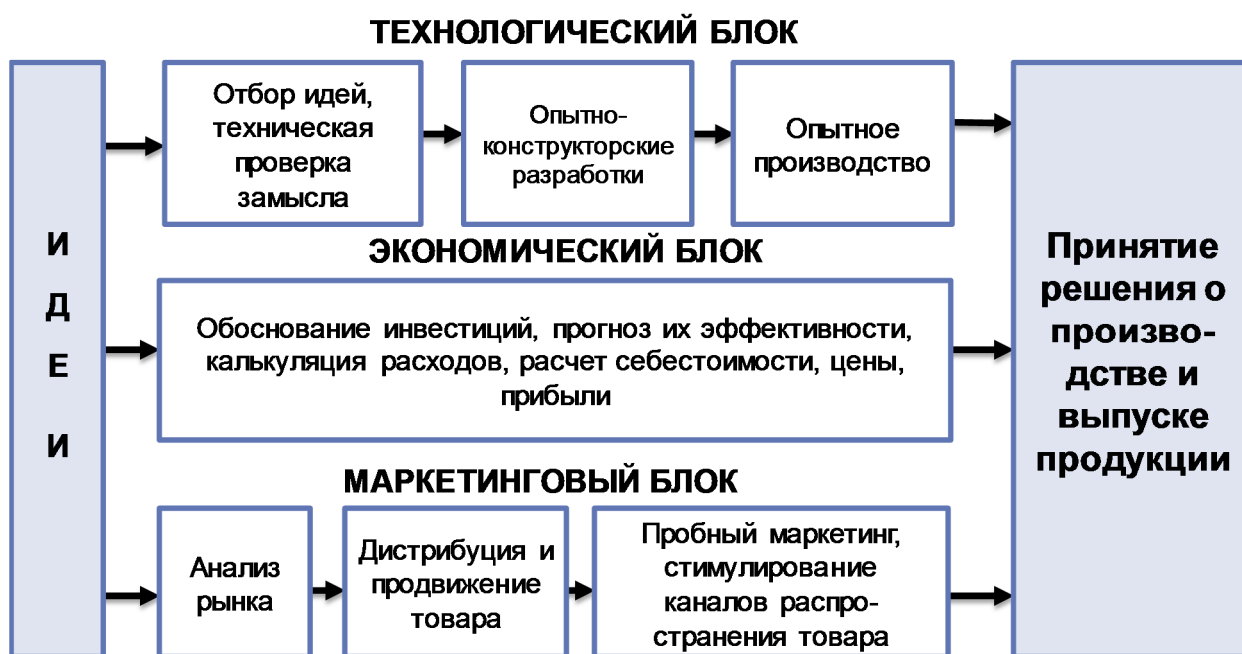 ТЕХНОЛОГИЧЕСКИЙ БЛОК
И
Д
Е
И
Отбор идей,
техническая
проверка
замысла
Опытно-
конструкторские
разработки
Опытное
производство
ЭКОНОМИЧЕСКИЙ БЛОК
Обоснование инвестиций, прогноз их эффективности,
калькуляция расходов, расчет себестоимости, цены,
прибыли
МАРКЕТИНГОВЫЙ БЛОК
Анализ
рынка
Дистрибуция и
продвижение
товара
Пробный маркетинг,
стимулирование
каналов распро-
странения товара
Принятие
решения о
произво-
дстве и
выпуске
продукции